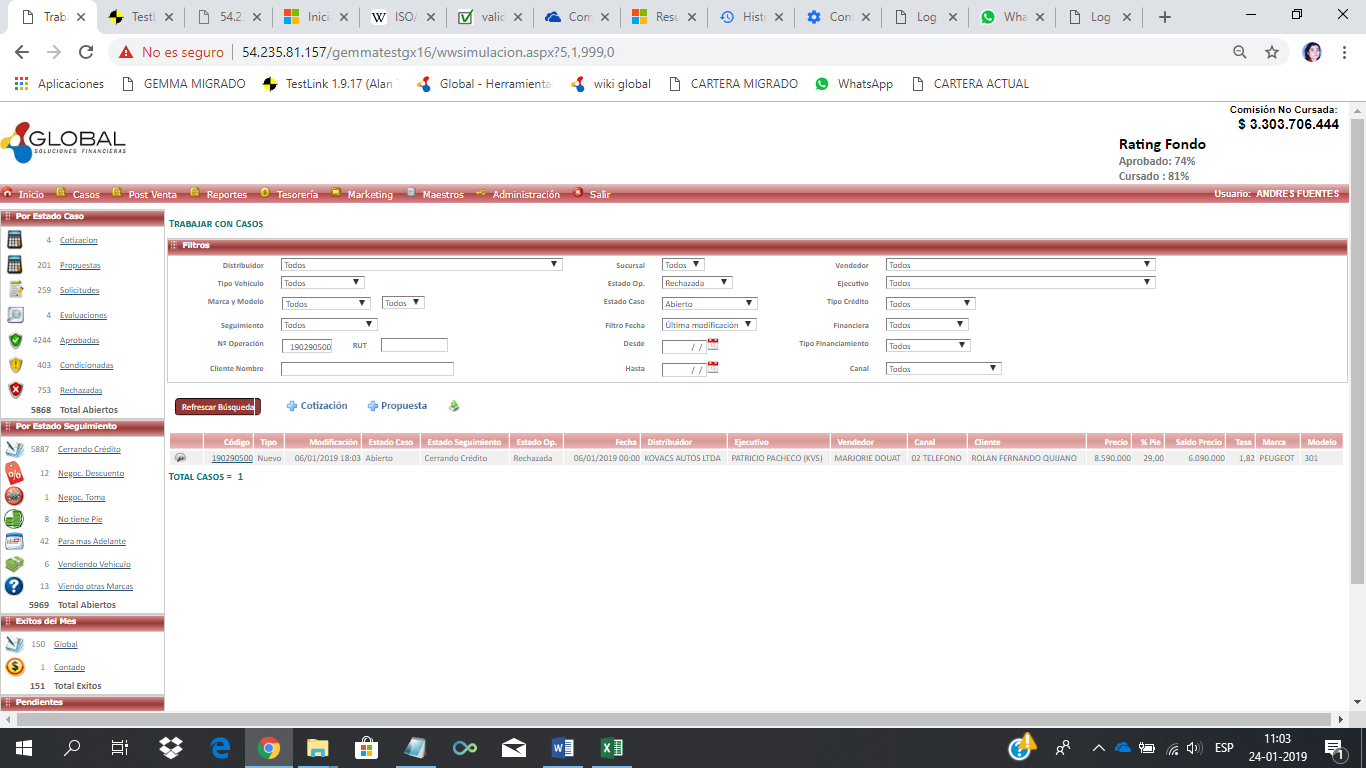 Trab
TestL
54.23
Inicia
ISO/
valid
Com
Resu
Histo
Conf
Log
Wha
Log
No es seguro 54.235.81.157/gemmatestgx16/wwsimulacion.aspx?5,1,999,0
Aplicaciones GEMMA MIGRADO TestLink 1.9.17 (Alan Global - Herramienta wiki global CARTERA MIGRADO WhatsApp CARTERA ACTUAL
Comisión No Cursada:
$ 3.303.706.444
GLOBAL
SOLUCIONES FINANCIERAS
Rating Fondo
Aprobado: 74%
Cursado : 81%
Inicio Casos Post Venta Reportes Tesorería Marketing Maestros Administración Salir Usuario: ANDRES FUENTES
Por Estado Caso
4 Cotizacion
201 Propuestas
259 Solicitudes
4 Evaluaciones
4244 Aprobadas
403 Condicionadas
753 Rechazadas
5868 Total Abiertos
Por Estado Seguimiento
5887 Cerrando Crédito
12 Negoc. Descuento
1 Negoc. Toma
8 No tiene Pie
42 Para mas Adelante
6 Vendiendo Vehiculo
13 Viendo otras Marcas
5969 Total Abiertos
Exitos del Mes
150 Global
1 Contado
151 Total Exitos
Pendientes
TRABAJAR CON CASOS
Filtros
Distribuidor Todos Sucursal Todos Vendedor Todos
Tipo Vehículo Todos Estado Op. Rechazada Ejecutivo Todos
Marca y Modelo Todos Todos Estado Caso Abierto Tipo Crédito Todos
Seguimiento Todos Filtro Fecha Última modificación Financiera Todos
Nº Operación 190290500 RUT Desde / / Tipo Financiamiento Todos
Cliente Nombre Hasta / / Canal Todos
Refrescar Búsqueda Cotización Propuesta
Código Tipo Modificación Estado Caso Estado Seguimiento Estado Op. Fecha Distribuidor Ejecutivo Vendedor Canal Cliente Precio % Pie Saldo Precio Tasa Marca Modelo
190290500 Nuevo 06/01/2019 18:03 Abierto Cerrando Crédito Rechazada 06/01/2019 00:00 KOVACS AUTOS LTDA PATRICIO PACHECO (KVS) MARJORIE DOUAT 02 TELEFONO ROLAN FERNANDO QUIJANO 8.590.000 29,00 6.090.000 1,82 PEUGEOT 301
TOTAL CASOS = 1
ESP
11:03
24-01-2019
1